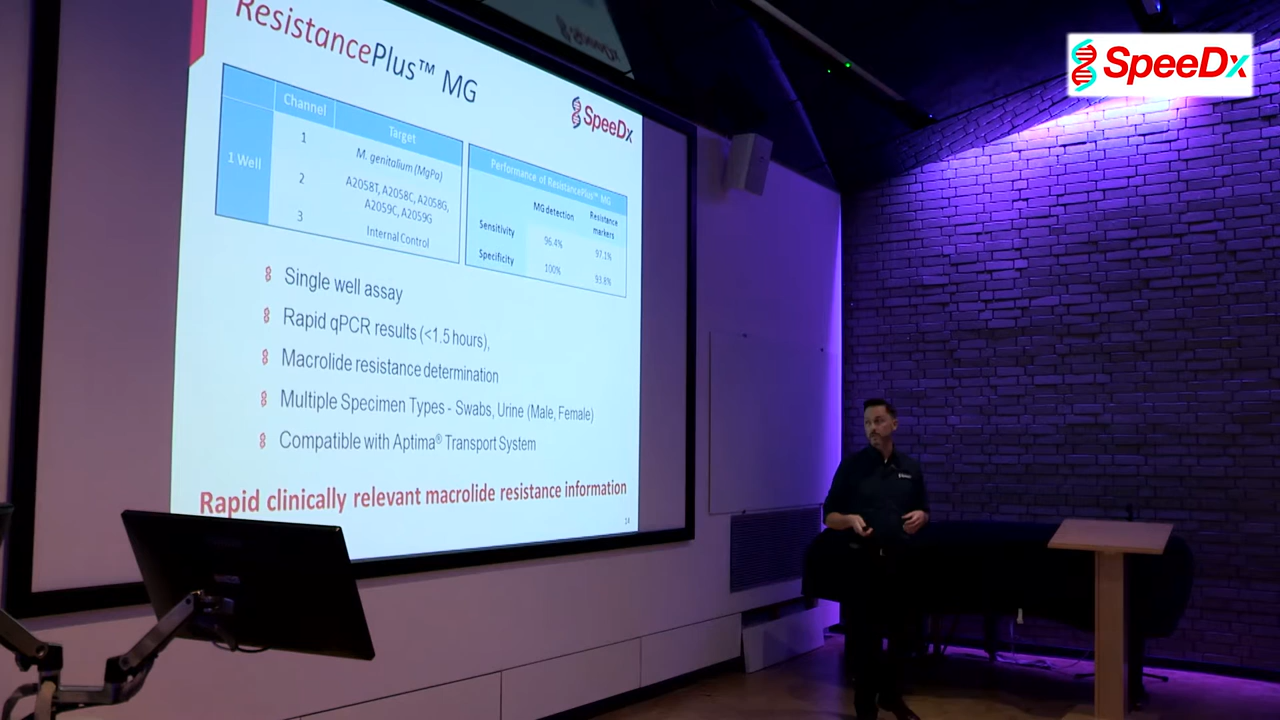 SpeeDx
ResistancePlus™ MG
SpeeDx
Channel
Target
1 Well
1
M. genitalium (MgPa)
2
A2058T, A2058C, A2058G,
A2059C, A2059G
3
Internal Control
Performance of ResistancePlus™ MG
MG detection
Resistance
markers
Sensitivity
96.4%
97.1%
Specificity
100%
93.8%
Single well assay
Rapid qPCR results (<1.5 hours),
Macrolide resistance determination
Multiple Specimen Types - Swabs, Urine (Male, Female)
Compatible with Aptima® Transport System
Rapid clinically relevant macrolide resistance information
14